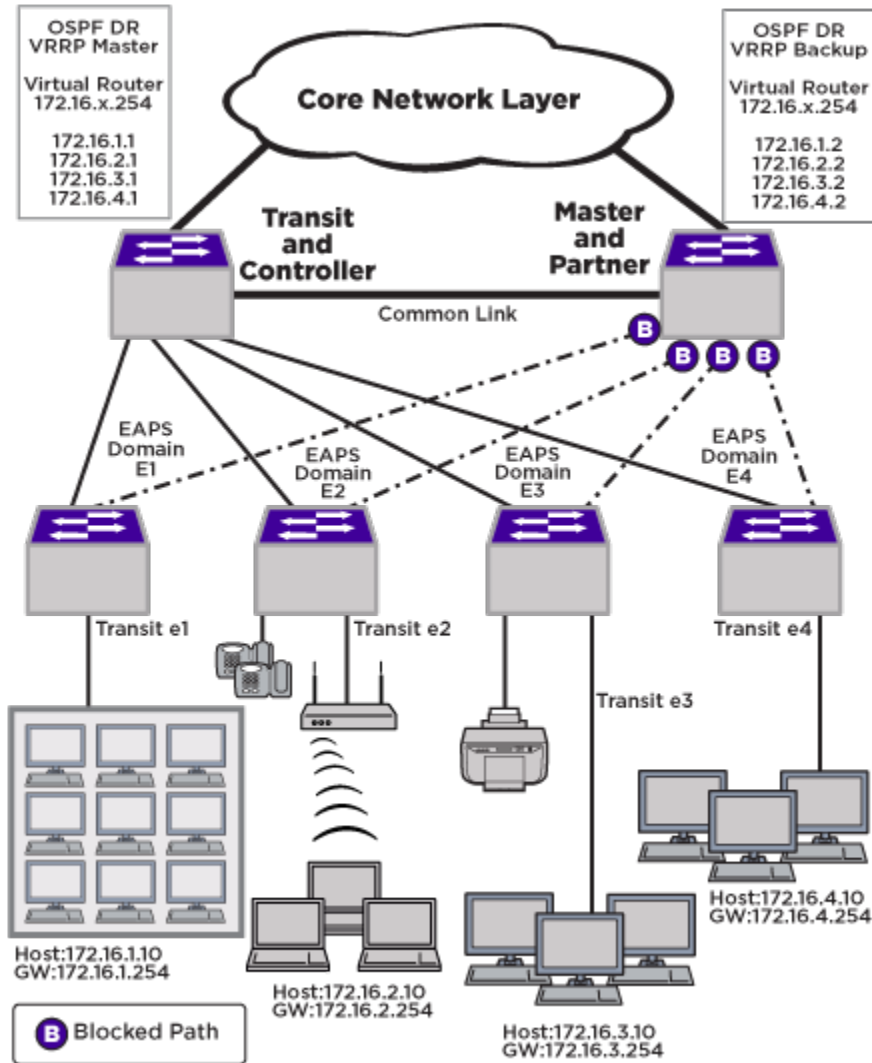 OSPF DR
VRRP Master
Virtual Router
172.16.x.254
172.16.1.1
172.16.2.1
172.16.3.1
172.16.4.1
Core Network Layer
OSPF DR
VRRP Backup
Virtual Router
172.16.x.254
172.16.1.2
172.16.2.2
172.16.3.2
172.16.4.2
Transit
and
Controller
Master
and
Partner
Common Link
B
B
B
B
EAPS
Domain
E1
EAPS
Domain
E2
EAPS
Domain
E3
EAPS
Domain
E4
Transit e1
Transit e2
Transit e3
Transit e4
Host:172.16.1.10
GW:172.16.1.254
Host:172.16.2.10
GW:172.16.2.254
Host:172.16.3.10
GW:172.16.3.254
Host:172.16.4.10
GW:172.16.4.254
B Blocked Path